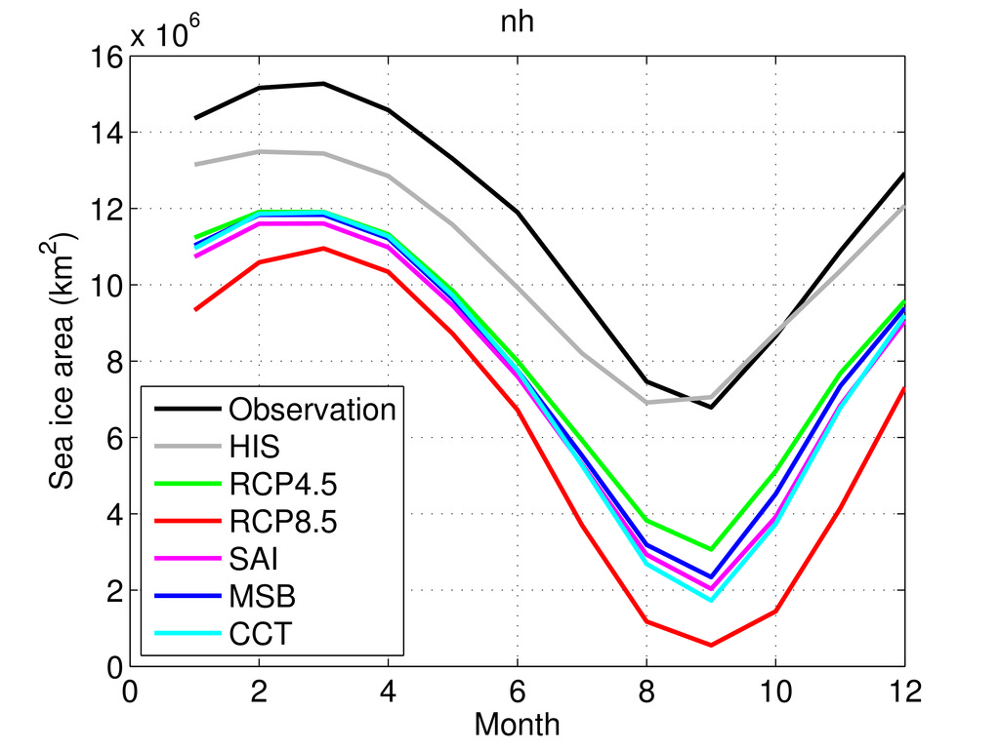 nh
x 10^6
16
14
12
10
8
6
4
2
0
Sea ice area (km^2)
Observation
HIS
RCP4.5
RCP8.5
SAI
MSB
CCT
0 2 4 6 8 10 12
Month